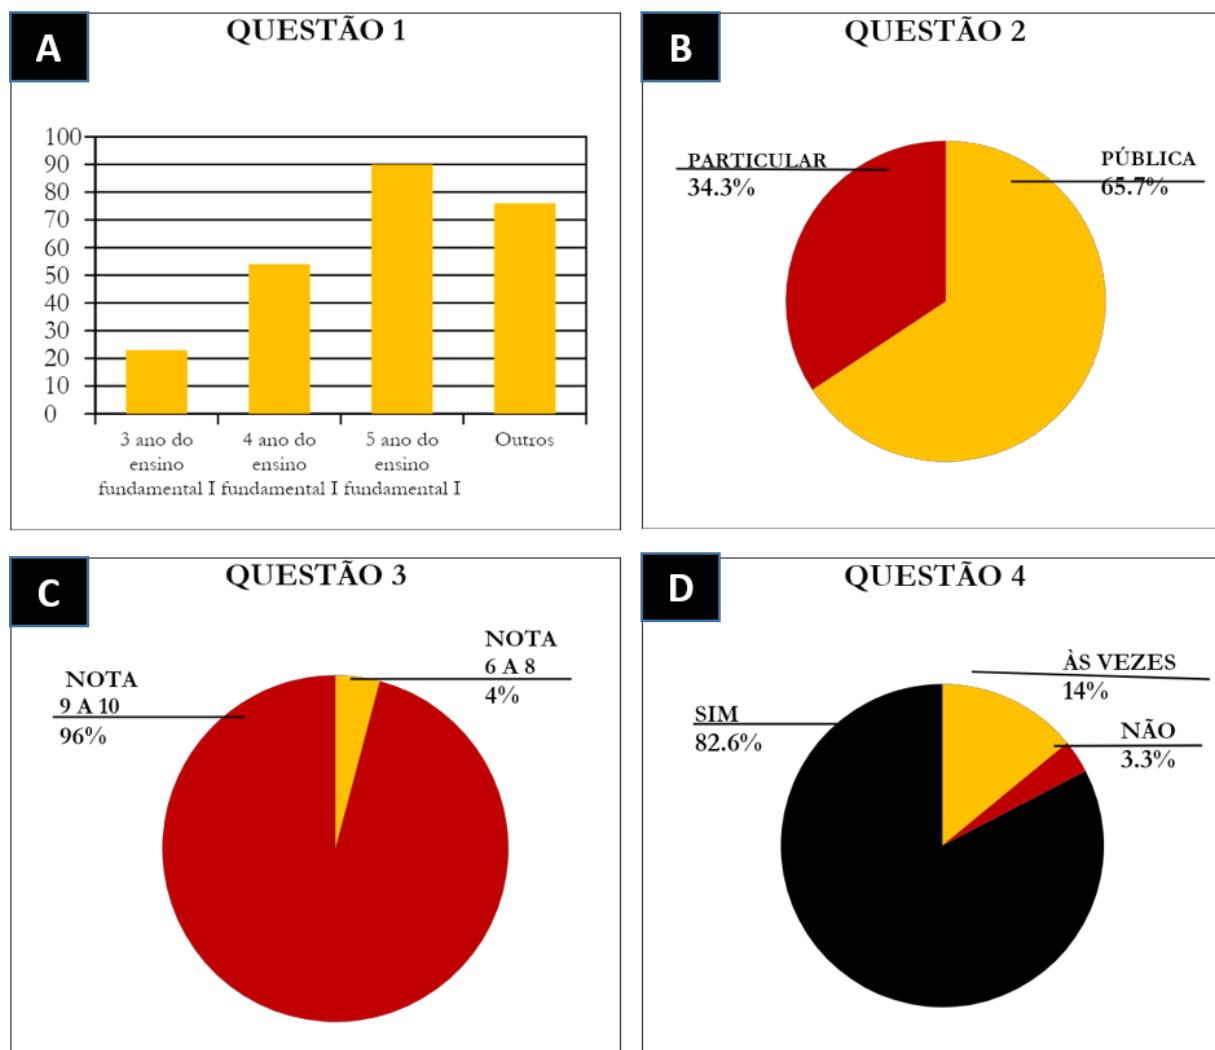 A
QUESTÃO 1
100
90
80
70
60
50
40
30
20
10
0
3 ano do
ensino
fundamental I
4 ano do
ensino
fundamental I
5 ano do
ensino
fundamental I
Outros
B
QUESTÃO 2
PARTICULAR
34.3%
PÚBLICA
65.7%
C
QUESTÃO 3
NOTA
9 A 10
96%
NOTA
6 A 8
4%
D
QUESTÃO 4
SIM
82.6%
ÀS VEZES
14%
NÃO
3.3%